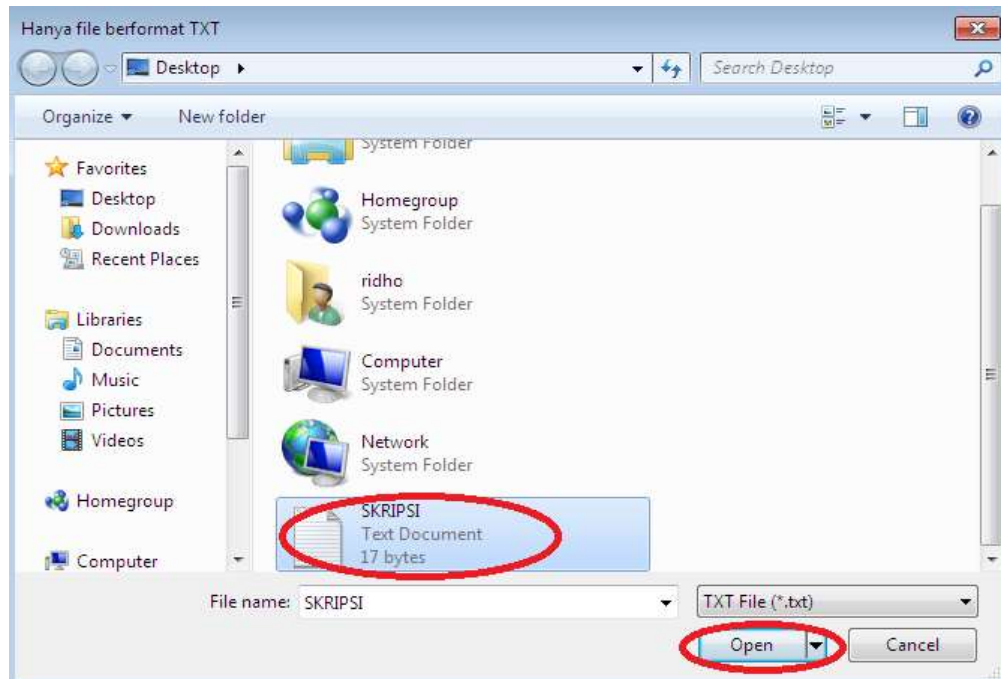 Hanya file berformat TXT
Desktop
Search Desktop
Organize
New folder
Favorites
Desktop
Downloads
Recent Places
Libraries
Documents
Music
Pictures
Videos
Homegroup
Computer
System Folder
Homegroup
System Folder
ridho
System Folder
Computer
System Folder
Network
System Folder
SKRIPSI
Text Document
17 bytes
File name: SKRIPSI
TXT File (*.txt)
Open
Cancel